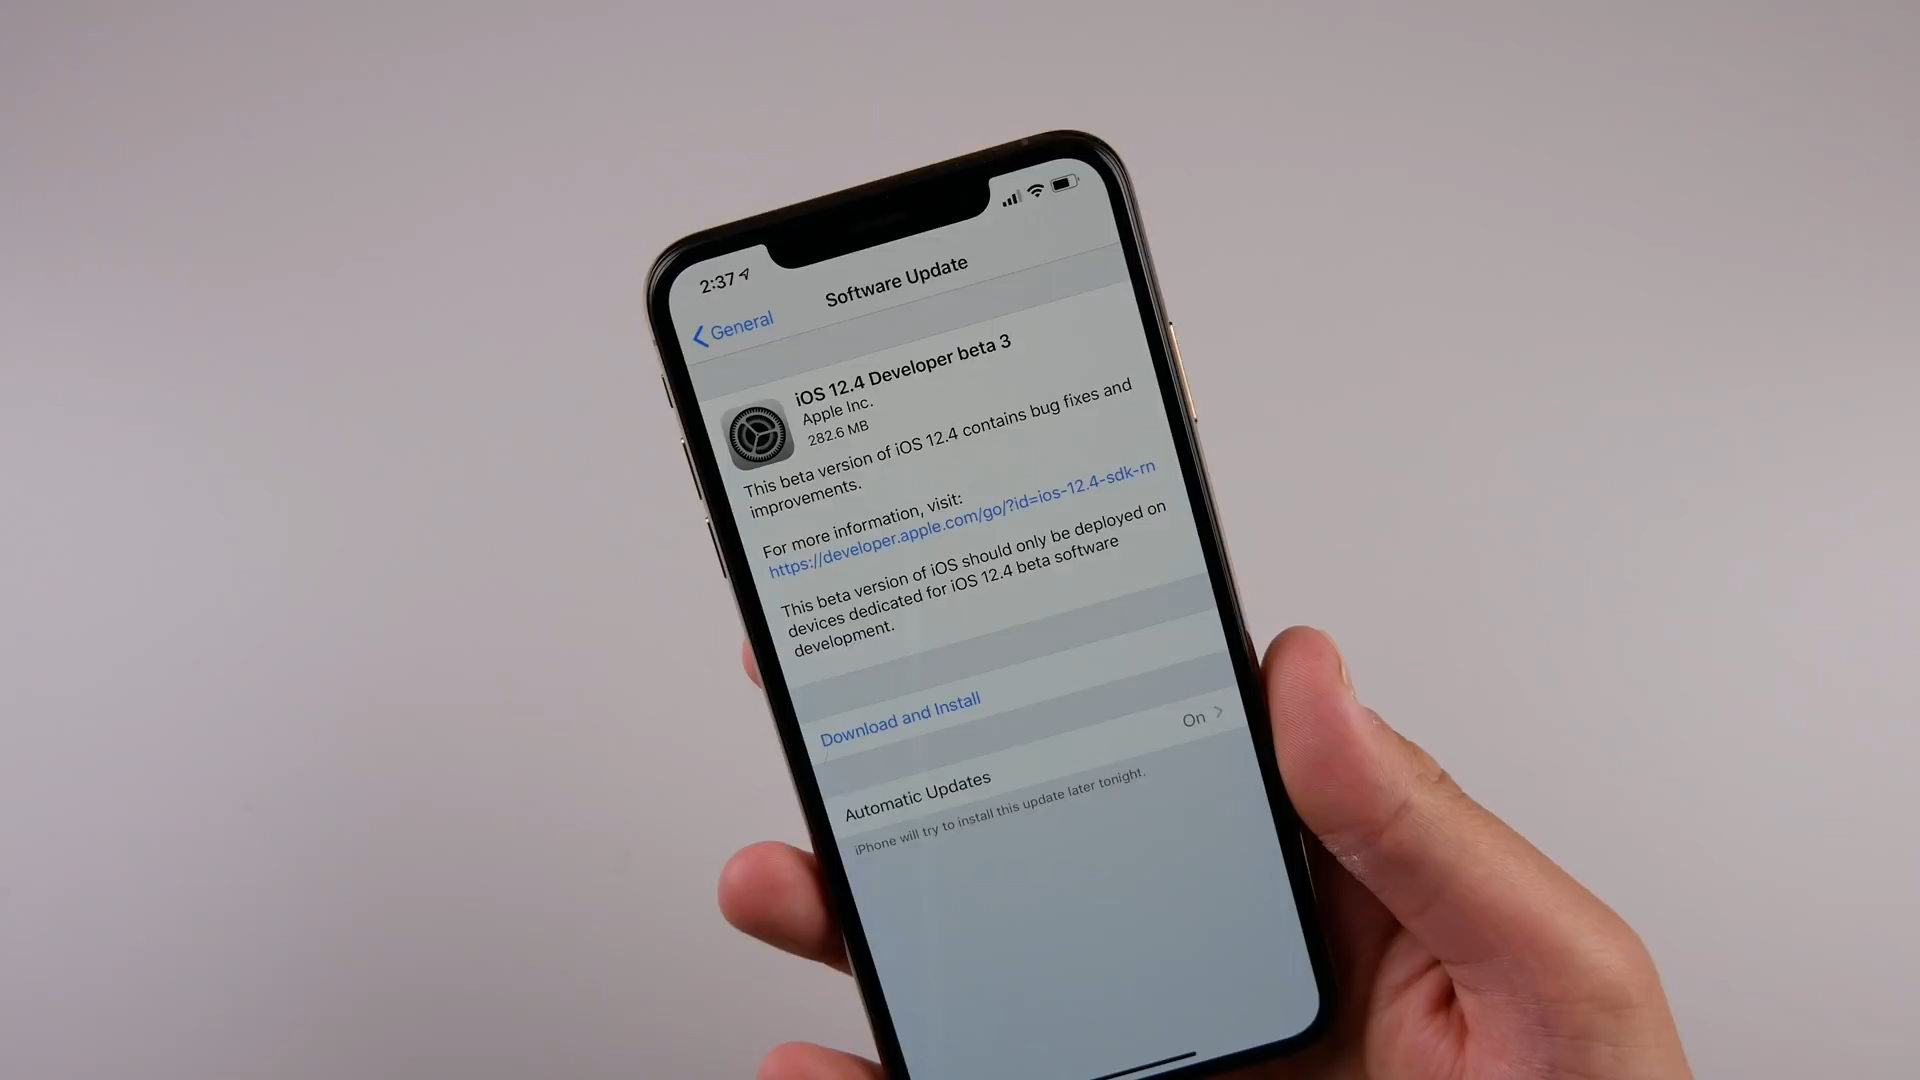 2:37
General
Software Update
iOS 12.4 Developer beta 3
Apple Inc.
282.6 MB
This beta version of iOS 12.4 contains bug fixes and
improvements.
For more information, visit:
https://developer.apple.com/go/?id=ios-12.4-sdk-rn
This beta version of iOS should only be deployed on
devices dedicated for iOS 12.4 beta software
development.
Download and Install
Automatic Updates On
iPhone will try to install this update later tonight.